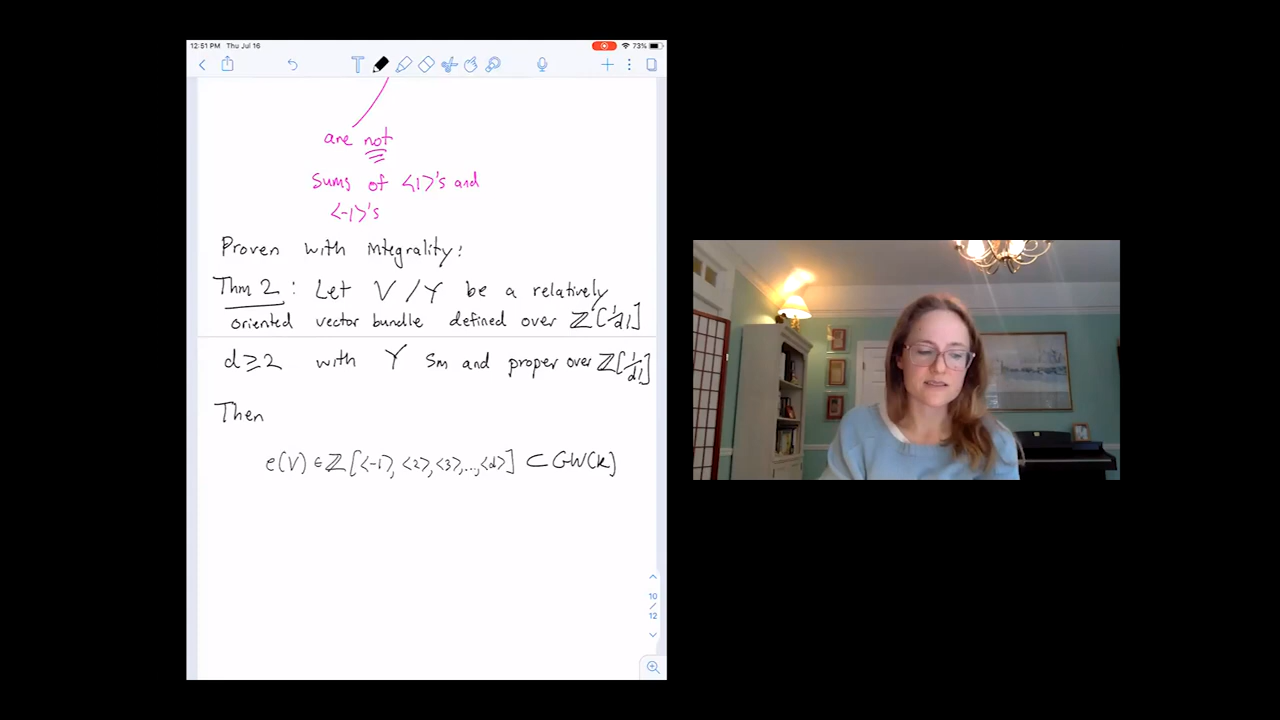 12:51 PM Thu Jul 16
73%
are not
sums of <1>'s and
<-1>'s
Proven with integrality:
Thm 2: Let V/Y be a relatively
oriented vector bundle defined over ℤ[1/d!]
d ≥ 2 with Y sm and proper over ℤ[1/d!]
Then
e(V) ∈ ℤ[<-1>, <2>, <3>, ..., <d>] ⊂ GW(k)
10
/
12